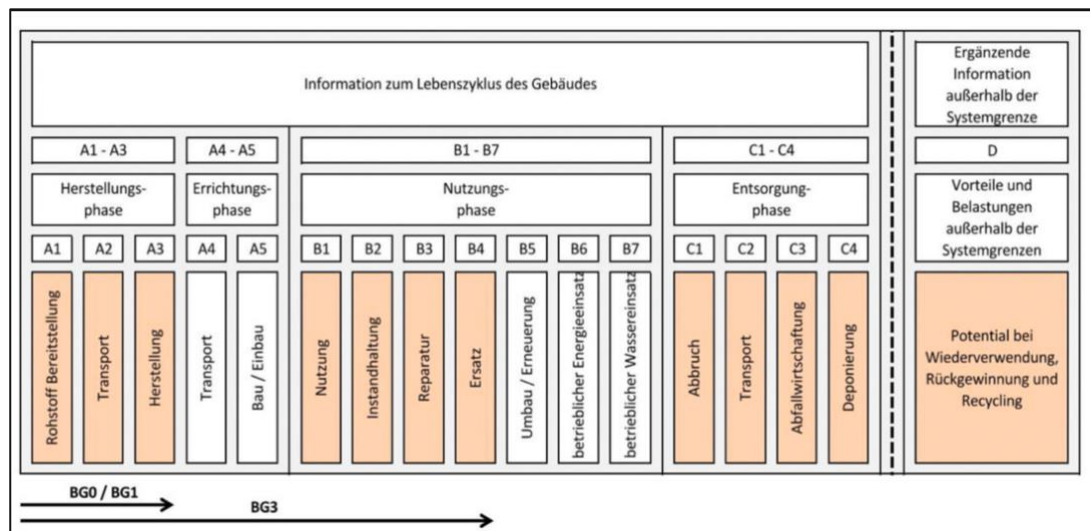 Information zum Lebenszyklus des Gebäudes
Ergänzende
Information
außerhalb der
Systemgrenze
A1 - A3
A4 - A5
B1 - B7
C1 - C4
D
Herstellungs-
phase
Errichtungs-
phase
Nutzungs-
phase
Entsorgung-
phase
Vorteile und
Belastungen
außerhalb der
Systemgrenzen
A1
A2
A3
A4
A5
B1
B2
B3
B4
B5
B6
B7
C1
C2
C3
C4
Rohstoff Bereitstellung
Transport
Herstellung
Transport
Bau / Einbau
Nutzung
Instandhaltung
Reparatur
Ersatz
Umbau / Erneuerung
betrieblicher Energieeinsatz
betrieblicher Wassereinsatz
Abbruch
Transport
Abfallwirtschaftung
Deponierung
Potential bei
Wiederverwendung,
Rückgewinnung und
Recycling
BG0 / BG1
BG3